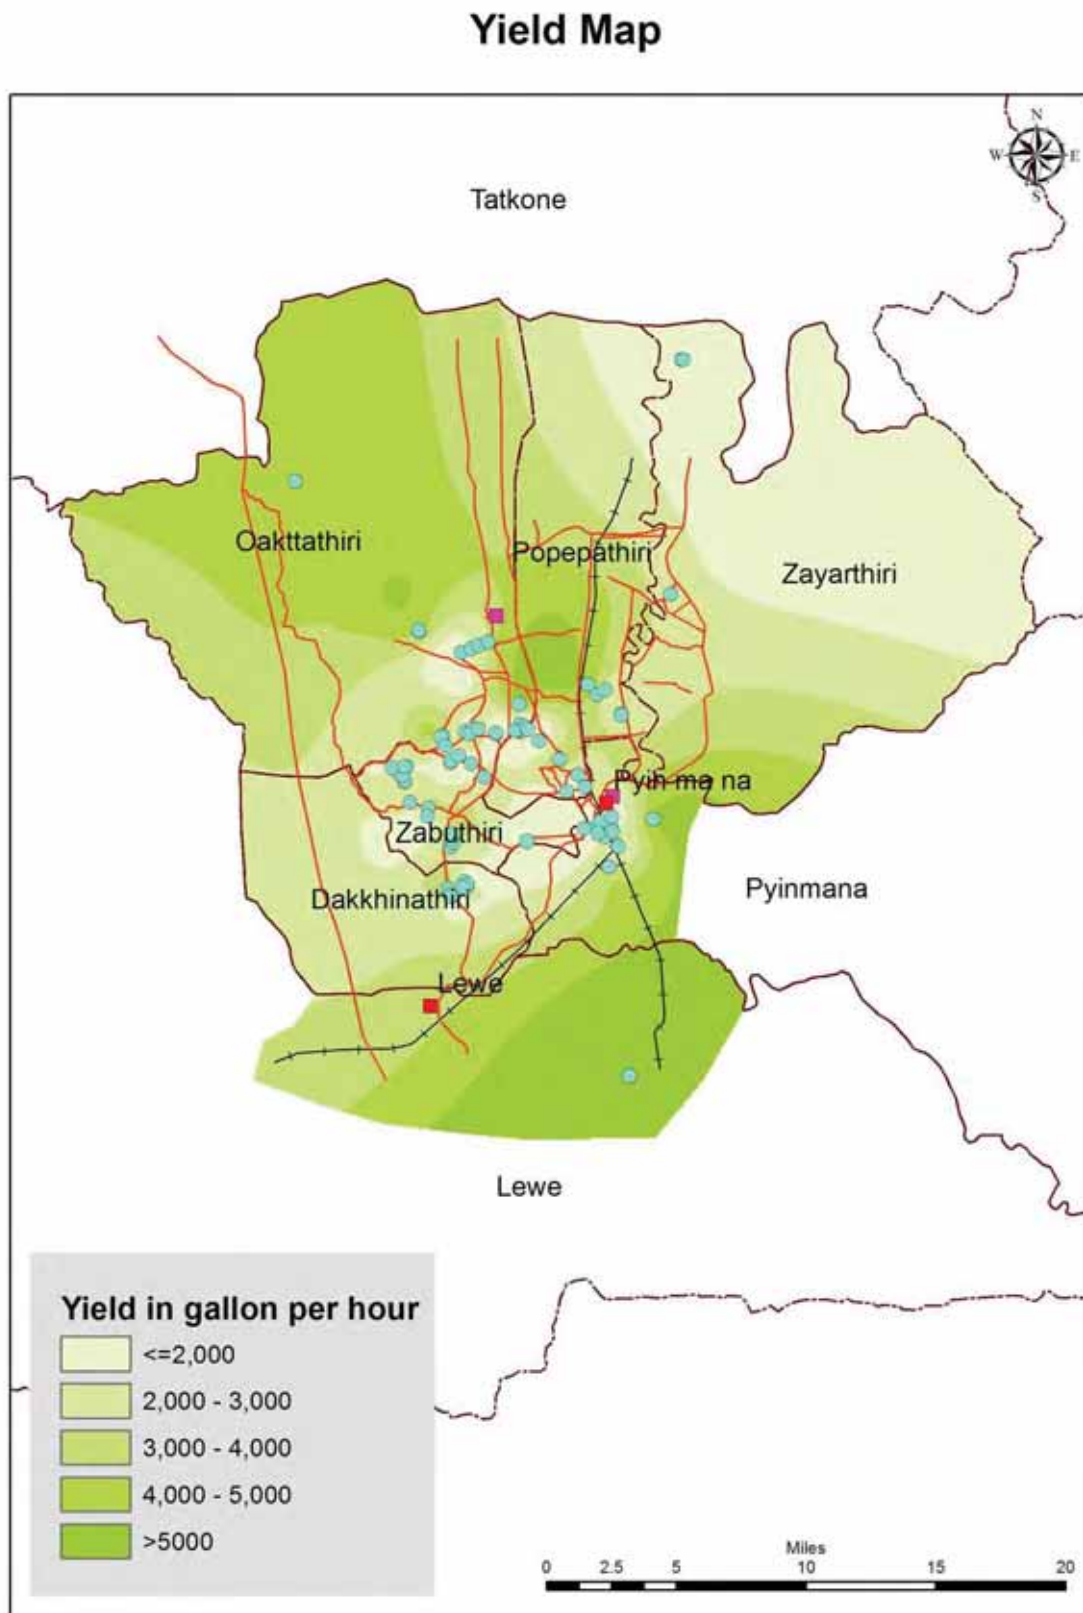 Yield Map
N
W E
S
Tatkone
Oakttathiri
Popepathiri
Zayarthiri
Pyih ma na
Zabuthiri
Dakkhinathiri
Pyinmana
Lewe
Lewe
Yield in gallon per hour
<=2,000
2,000 - 3,000
3,000 - 4,000
4,000 - 5,000
>5000
Miles
0 2.5 5 10 15 20